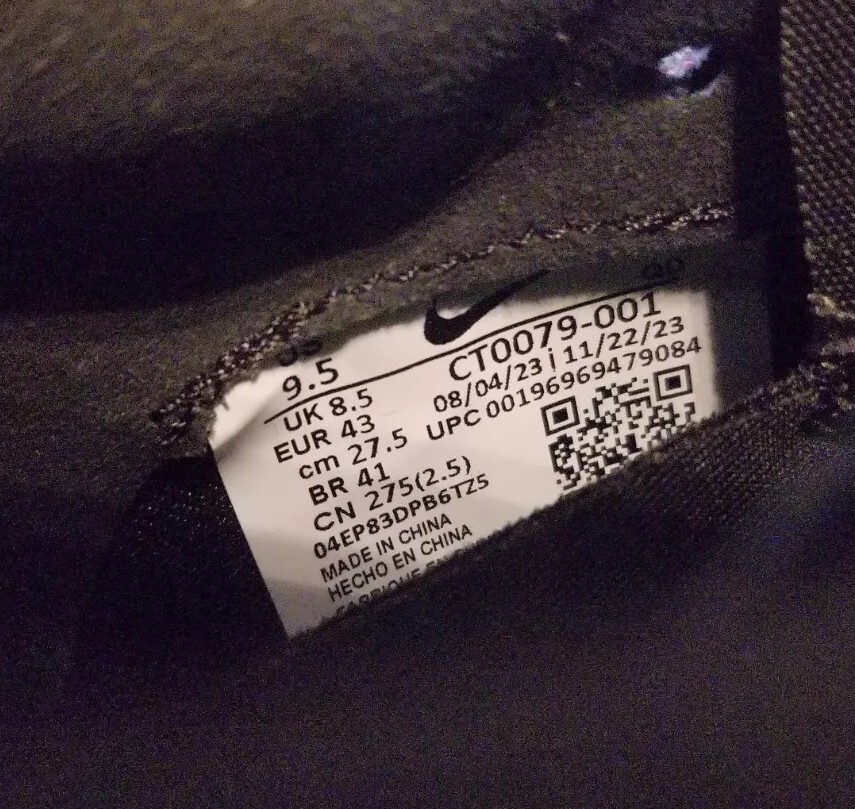 US
9.5
UK 8.5
EUR 43
cm 27.5
BR 41
CN 275(2.5)
04EP83DPB6TZ5
MADE IN CHINA
HECHO EN CHINA
CT0079-001
08/04/23 i 11/22/23
UPC 00196969479084